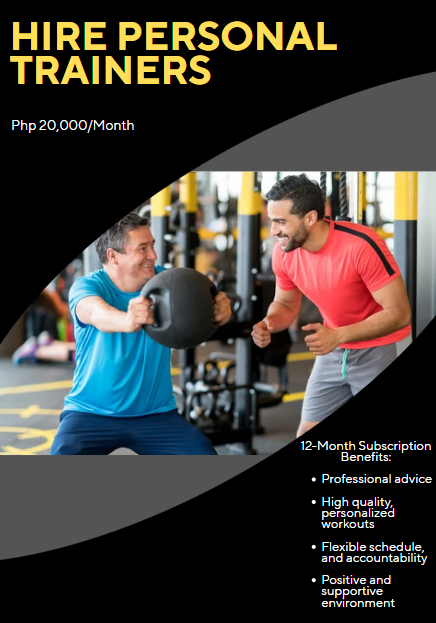 HIRE PERSONAL
TRAINERS
Php 20,000/Month
12-Month Subscription
Benefits:
• Professional advice
• High quality,
personalized
workouts
• Flexible schedule,
and accountability
• Positive and
supportive
environment